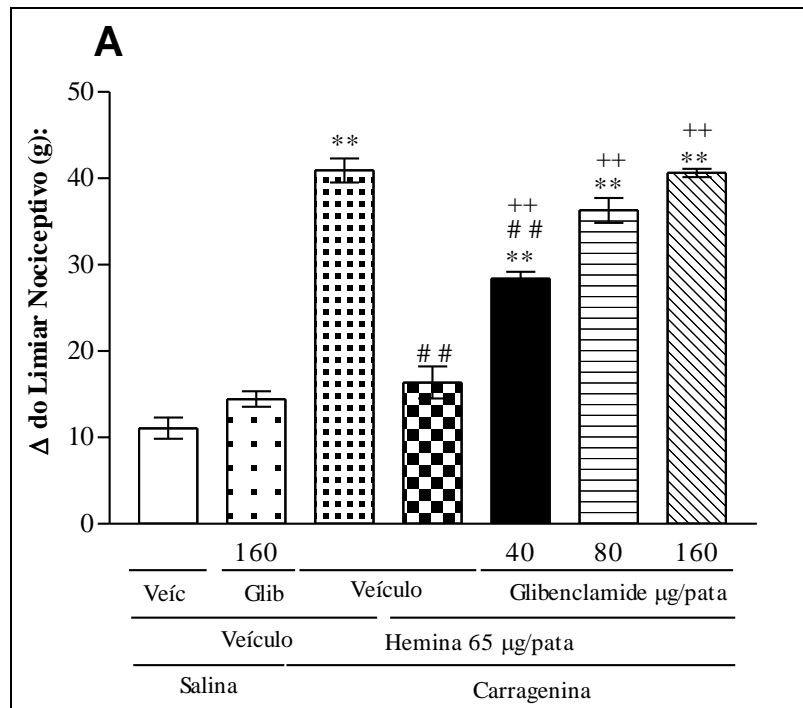 A
Δ do Limiar Nociceptivo (g):
50
40
30
20
10
0
**
# #
++
# #
**
++
**
++
**
160 40 80 160
Veíc Glib Veículo Glibenclamide µg/pata
Veículo Hemina 65 µg/pata
Salina Carragenina